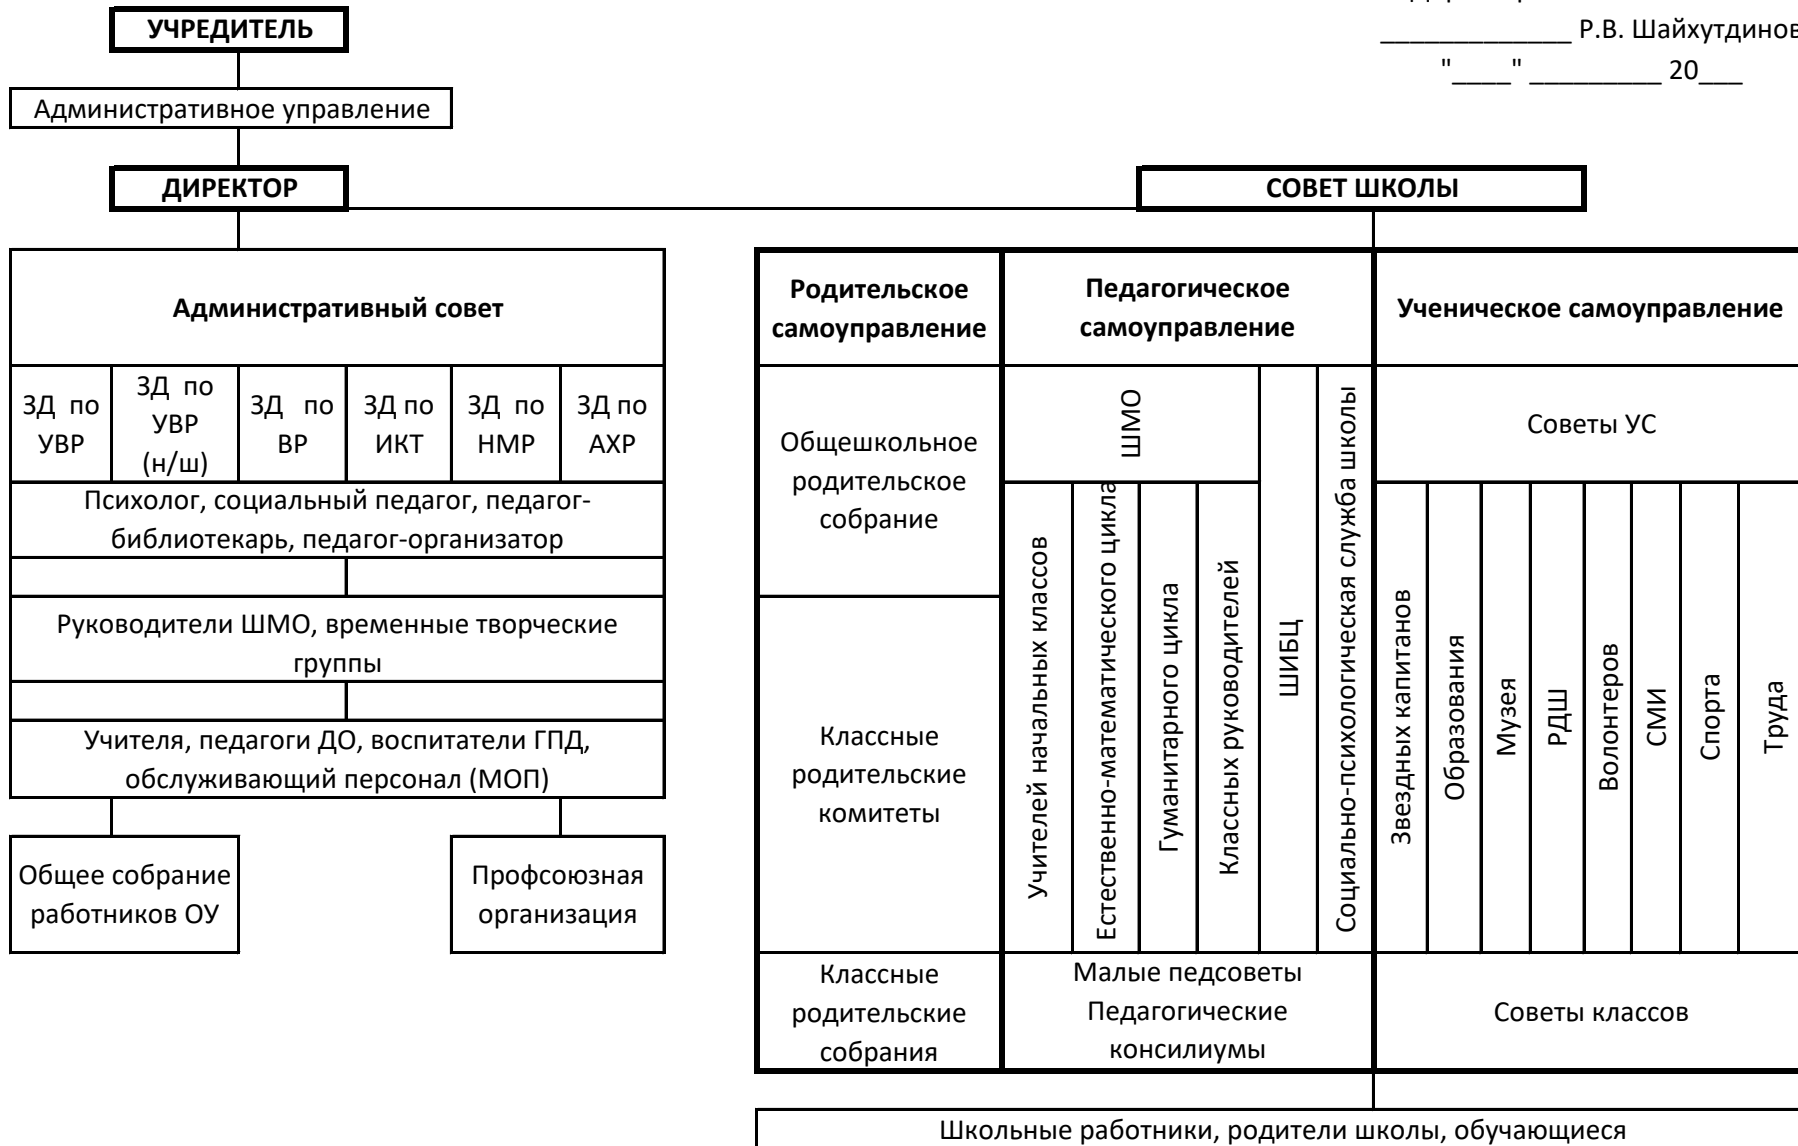 УЧРЕДИТЕЛЬ
_____________ Р.В. Шайхутдинов
"____" _________ 20___
Административное управление
ДИРЕКТОР
СОВЕТ ШКОЛЫ
Административный совет
ЗД по
УВР
ЗД по
УВР
(н/ш)
ЗД по
ВР
ЗД по
ИКТ
ЗД по
НМР
ЗД по
АХР
Психолог, социальный педагог, педагог-
библиотекарь, педагог-организатор
Руководители ШМО, временные творческие
группы
Учителя, педагоги ДО, воспитатели ГПД,
обслуживающий персонал (МОП)
Общее собрание
работников ОУ
Профсоюзная
организация
Родительское
самоуправление
Педагогическое
самоуправление
Ученическое самоуправление
Общешкольное
родительское
собрание
Классные
родительские
комитеты
ШМО
Учителей начальных классов
Естественно-математического цикла
Гуманитарного цикла
Классных руководителей
ШИБЦ
Социально-психологическая служба школы
Советы УС
Звездных капитанов
Образования
Музея
РДШ
Волонтеров
СМИ
Спорта
Труда
Классные
родительские
собрания
Малые педсоветы
Педагогические
консилиумы
Советы классов
Школьные работники, родители школы, обучающиеся